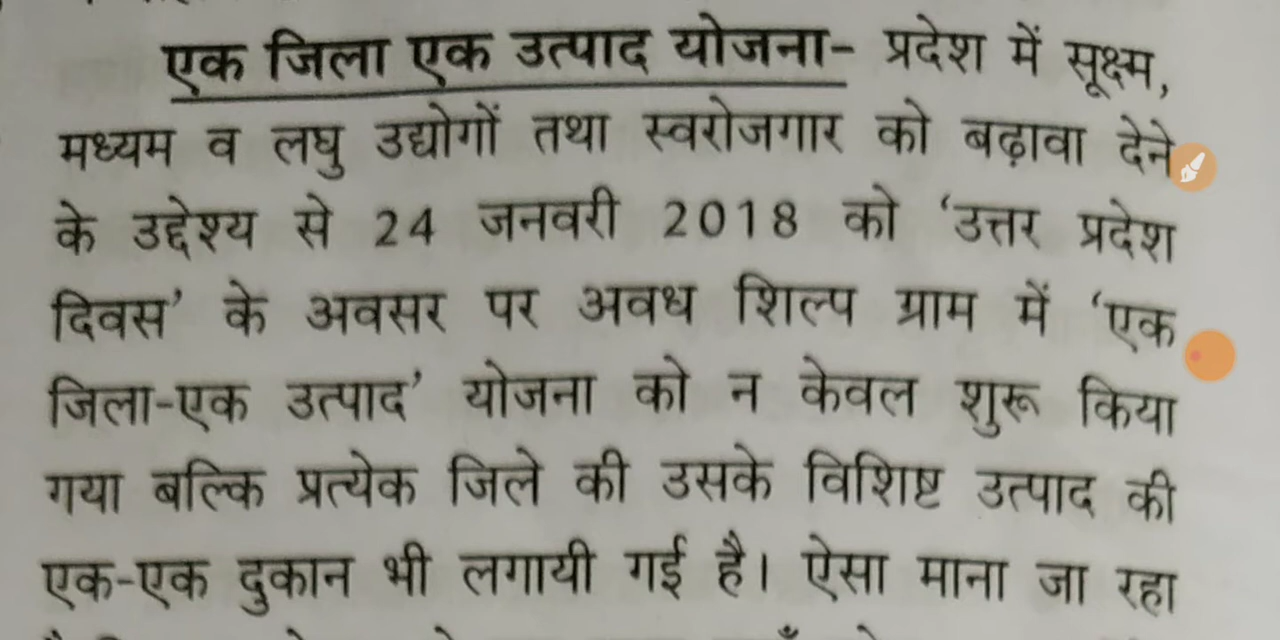 एक जिला एक उत्पाद योजना- प्रदेश में सूक्ष्म,
मध्यम व लघु उद्योगों तथा स्वरोजगार को बढ़ावा देने
के उद्देश्य से 24 जनवरी 2018 को ‘उत्तर प्रदेश
दिवस’ के अवसर पर अवध शिल्प ग्राम में ‘एक
जिला-एक उत्पाद’ योजना को न केवल शुरू किया
गया बल्कि प्रत्येक जिले की उसके विशिष्ट उत्पाद की
एक-एक दुकान भी लगायी गई है। ऐसा माना जा रहा